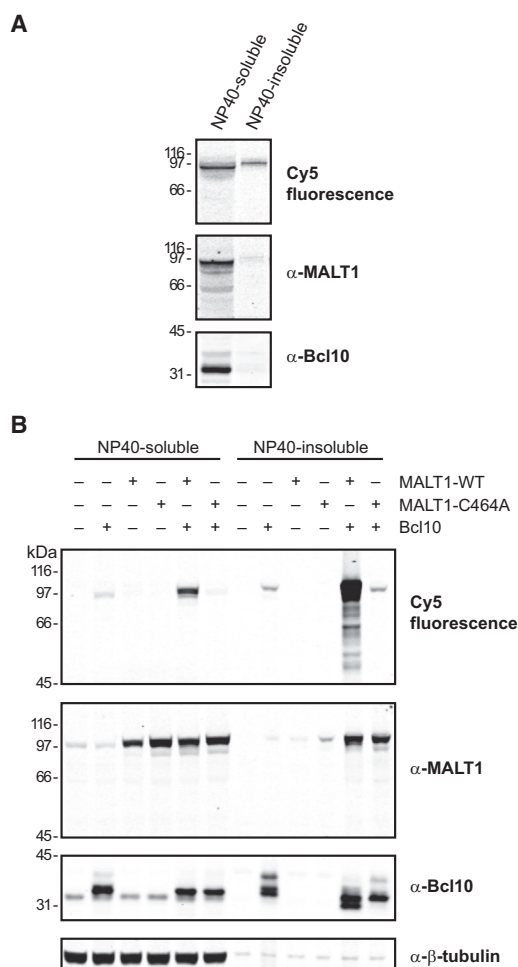 A
NP40-soluble
NP40-insoluble
116-
97-
66-
Cy5
fluorescence
116-
97-
66-
α-MALT1
45-
31-
α-Bcl10
B
NP40-soluble NP40-insoluble
– – + – + – – – + – + – MALT1-WT
– – – + – + – – – + – + MALT1-C464A
– + – – + + – + – – + + Bcl10
kDa
116-
97-
66-
45-
Cy5
fluorescence
116-
97-
66-
45-
α-MALT1
45-
31-
α-Bcl10
α-β-tubulin